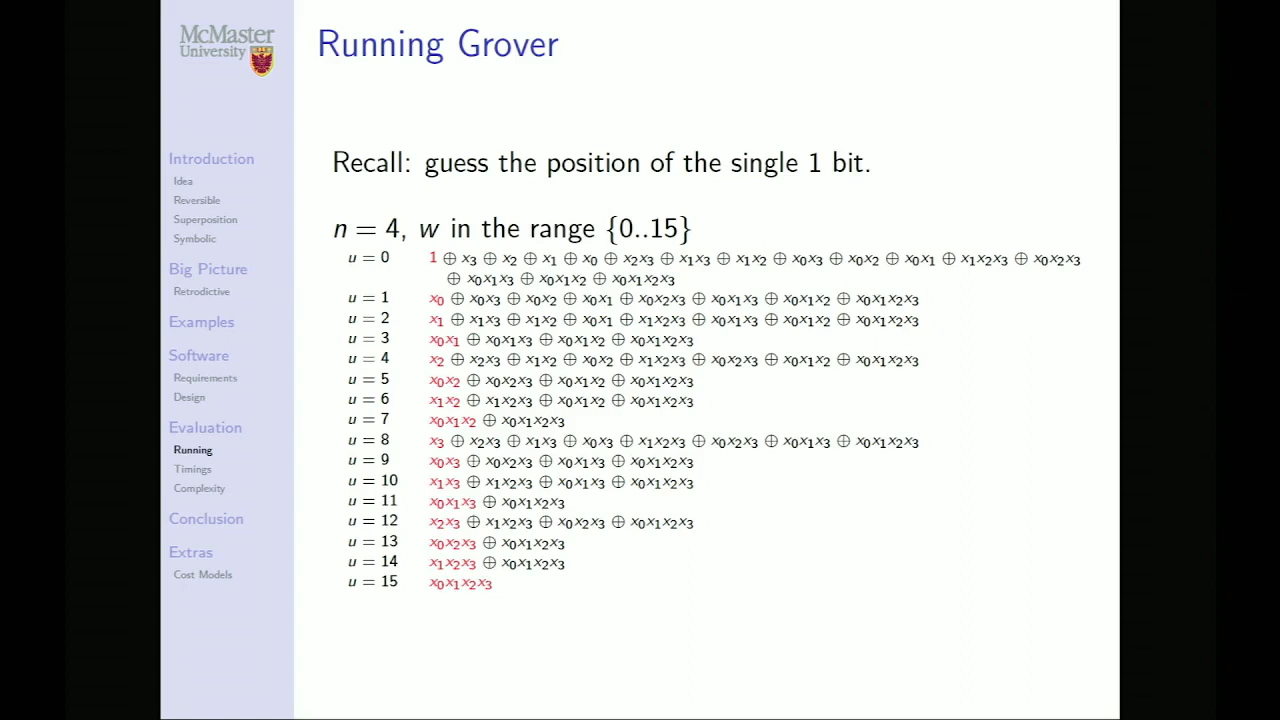 McMaster
University
Running Grover
Introduction
Idea
Reversible
Superposition
Symbolic
Big Picture
Retrodictive
Examples
Software
Requirements
Design
Evaluation
Running
Timings
Complexity
Conclusion
Extras
Cost Models
Recall: guess the position of the single 1 bit.
n = 4, w in the range {0..15}
u = 0 1 ⊕ x₃ ⊕ x₂ ⊕ x₁ ⊕ x₀ ⊕ x₂x₃ ⊕ x₁x₃ ⊕ x₁x₂ ⊕ x₀x₃ ⊕ x₀x₂ ⊕ x₀x₁ ⊕ x₁x₂x₃ ⊕ x₀x₂x₃
⊕ x₀x₁x₃ ⊕ x₀x₁x₂ ⊕ x₀x₁x₂x₃
u = 1 x₀ ⊕ x₀x₃ ⊕ x₀x₂ ⊕ x₀x₁ ⊕ x₀x₂x₃ ⊕ x₀x₁x₃ ⊕ x₀x₁x₂ ⊕ x₀x₁x₂x₃
u = 2 x₁ ⊕ x₁x₃ ⊕ x₁x₂ ⊕ x₀x₁ ⊕ x₁x₂x₃ ⊕ x₀x₁x₃ ⊕ x₀x₁x₂ ⊕ x₀x₁x₂x₃
u = 3 x₀x₁ ⊕ x₀x₁x₃ ⊕ x₀x₁x₂ ⊕ x₀x₁x₂x₃
u = 4 x₂ ⊕ x₂x₃ ⊕ x₁x₂ ⊕ x₀x₂ ⊕ x₁x₂x₃ ⊕ x₀x₂x₃ ⊕ x₀x₁x₂ ⊕ x₀x₁x₂x₃
u = 5 x₀x₂ ⊕ x₀x₂x₃ ⊕ x₀x₁x₂ ⊕ x₀x₁x₂x₃
u = 6 x₁x₂ ⊕ x₁x₂x₃ ⊕ x₀x₁x₂ ⊕ x₀x₁x₂x₃
u = 7 x₀x₁x₂ ⊕ x₀x₁x₂x₃
u = 8 x₃ ⊕ x₂x₃ ⊕ x₁x₃ ⊕ x₀x₃ ⊕ x₁x₂x₃ ⊕ x₀x₂x₃ ⊕ x₀x₁x₃ ⊕ x₀x₁x₂x₃
u = 9 x₀x₃ ⊕ x₀x₂x₃ ⊕ x₀x₁x₃ ⊕ x₀x₁x₂x₃
u = 10 x₁x₃ ⊕ x₁x₂x₃ ⊕ x₀x₁x₃ ⊕ x₀x₁x₂x₃
u = 11 x₀x₁x₃ ⊕ x₀x₁x₂x₃
u = 12 x₂x₃ ⊕ x₁x₂x₃ ⊕ x₀x₂x₃ ⊕ x₀x₁x₂x₃
u = 13 x₀x₂x₃ ⊕ x₀x₁x₂x₃
u = 14 x₁x₂x₃ ⊕ x₀x₁x₂x₃
u = 15 x₀x₁x₂x₃